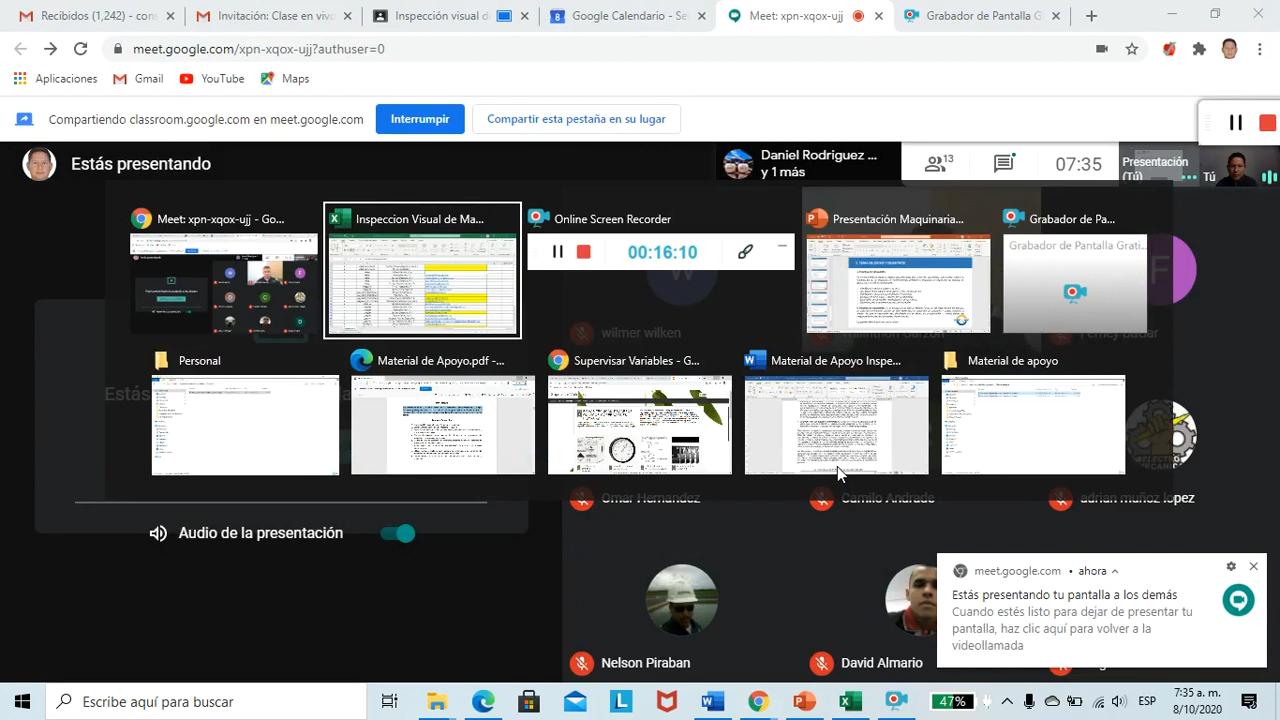 Recibidos (1,242) - con
Invitación: Clase en vivo
Inspección visual d
Google Calendario - Se
Meet: xpn-xqox-ujj
Grabador de Pantalla G
meet.google.com/xpn-xqox-ujj?authuser=0
Aplicaciones
Gmail
YouTube
Maps
Compartiendo classroom.google.com en meet.google.com
Interrumpir
Compartir esta pestaña en su lugar
Estás presentando
Daniel Rodriguez ...
y 1 más
13
07:35
Presentación
(Tú)
Tú
Meet: xpn-xqox-ujj - Go...
Inspeccion Visual de Ma...
Online Screen Recorder
Presentación Maquinaria...
Grabador de Pa...
00:16:10
Grabador de Pantalla Grati
wilmer wilken
Personal
Material de Apoyo.pdf -...
Supervisar Variables - G...
Material de Apoyo Inspe...
Material de apoyo
Omar Hernandez
Camilo Andrade
adrian muñoz lopez
Audio de la presentación
meet.google.com • ahora
Estás presentando tu pantalla a los demás
Cuando estés listo para dejar de presentar tu
pantalla, haz clic aquí para volver a la
videollamada
Nelson Piraban
David Almario
Escribe aquí para buscar
47%
ESP
7:35 a. m.
8/10/2020